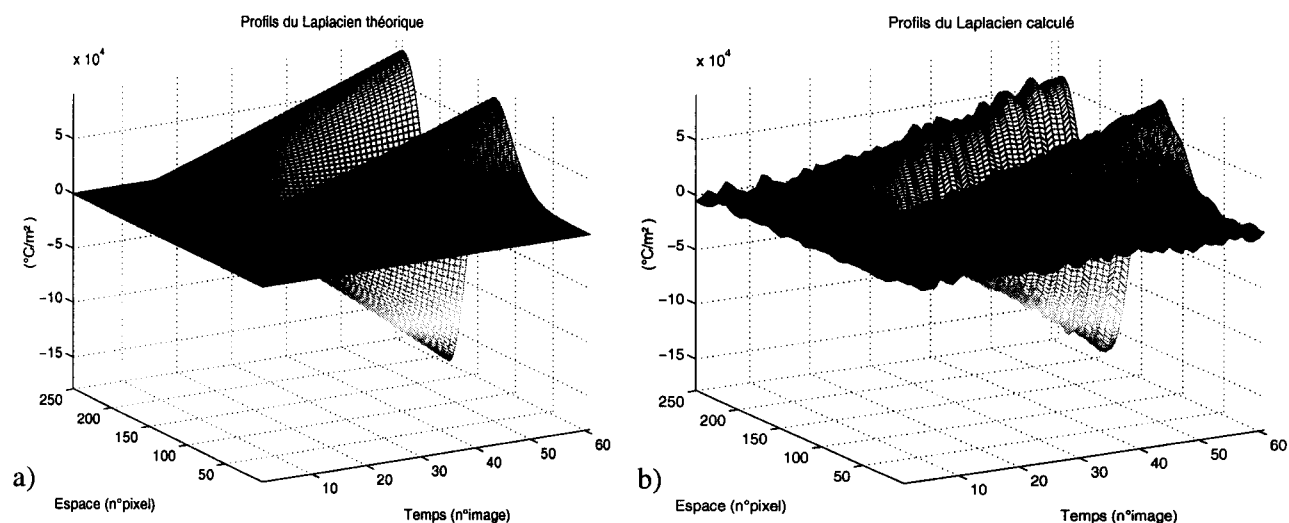 Profils du Laplacien théorique
x 10⁴
5
0
−5
−10
−15
(°C/m²)
250
200
150
100
50
Espace (n°pixel)
10
20
30
40
50
60
Temps (n°image)
a)
Profils du Laplacien calculé
x 10⁴
5
0
−5
−10
−15
(°C/m²)
250
200
150
100
50
Espace (n°pixel)
10
20
30
40
50
60
Temps (n°image)
b)